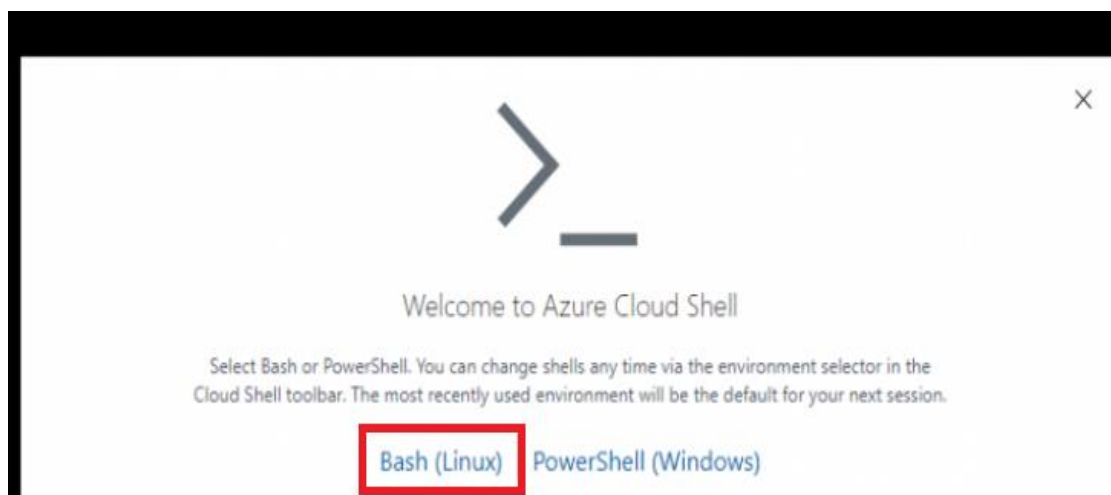 Welcome to Azure Cloud Shell
Select Bash or PowerShell. You can change shells any time via the environment selector in the
Cloud Shell toolbar. The most recently used environment will be the default for your next session.
Bash (Linux) PowerShell (Windows)